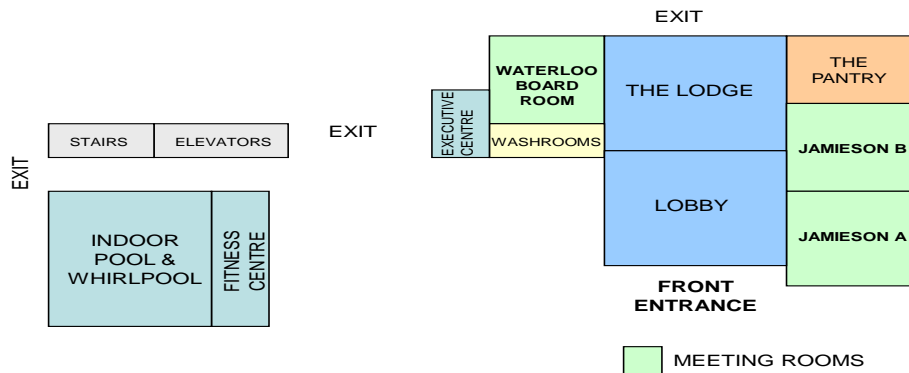 EXIT
WATERLOO
BOARD
ROOM
THE LODGE
THE
PANTRY
EXECUTIVE
CENTRE
WASHROOMS
STAIRS
ELEVATORS
EXIT
EXIT
JAMIESON B
LOBBY
JAMIESON A
INDOOR
POOL &
WHIRLPOOL
FITNESS
CENTRE
FRONT
ENTRANCE
MEETING ROOMS